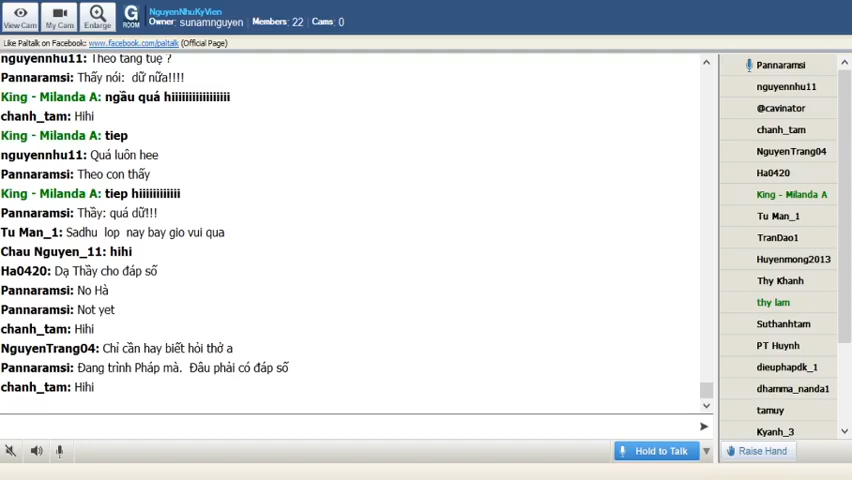 View Cam
My Cam
Enlarge
G
ROOM
NguyenNhuKyVien
Owner: sunamnguyen Members: 22 Cams: 0
Like Paltalk on Facebook: www.facebook.com/paltalk (Official Page)
nguyennhu11: Theo tàng tuệ ?
Pannaramsi: Thấy nói: dữ nữa!!!!
King - Milanda A: ngầu quá hiiiiiiiiiiiiiiiii
chanh_tam: Hihi
King - Milanda A: tiep
nguyennhu11: Quá luôn hee
Pannaramsi: Theo con thấy
King - Milanda A: tiep hiiiiiiiiiiii
Pannaramsi: Thầy: quá dữ!!!
Tu Man_1: Sadhu lop nay bay gio vui qua
Chau Nguyen_11: hihi
Ha0420: Dạ Thầy cho đáp số
Pannaramsi: No Hà
Pannaramsi: Not yet
chanh_tam: Hihi
NguyenTrang04: Chỉ cần hay biết hỏi thở a
Pannaramsi: Đang trình Pháp mà. Đâu phải có đáp số
chanh_tam: Hihi
Hold to Talk
Pannaramsi
nguyennhu11
@cavinator
chanh_tam
NguyenTrang04
Ha0420
King - Milanda A
Tu Man_1
TranDao1
Huyenmong2013
Thy Khanh
thy lam
Suthanhtam
PT Huynh
dieuphapdk_1
dhamma_nanda1
tamuy
Kyanh_3
Raise Hand